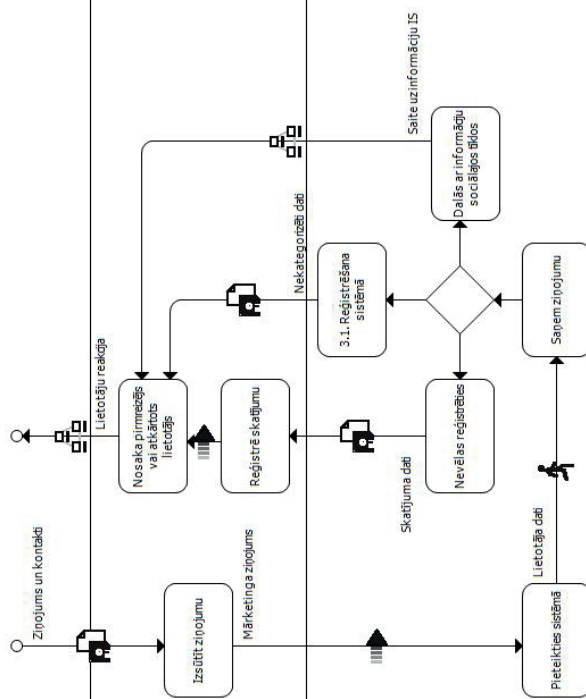 Ziņojums un kontakti
Lietotāju reakcija
Izsūtīt ziņojumu
Mārketinga ziņojums
Nosaka pirmreizējs
vai atkārtots
lietotājs
Reģistrē skatījumu
Nekategorizēti dati
Saite uz informāciju IS
Skatījuma dati
3.1. Reģistrēšana
sistēmā
Nevēlas reģistrēties
Dalās ar informāciju
sociālajos tīklos
Lietotāja dati
Pieteikties sistēmā
Saņem ziņojumu